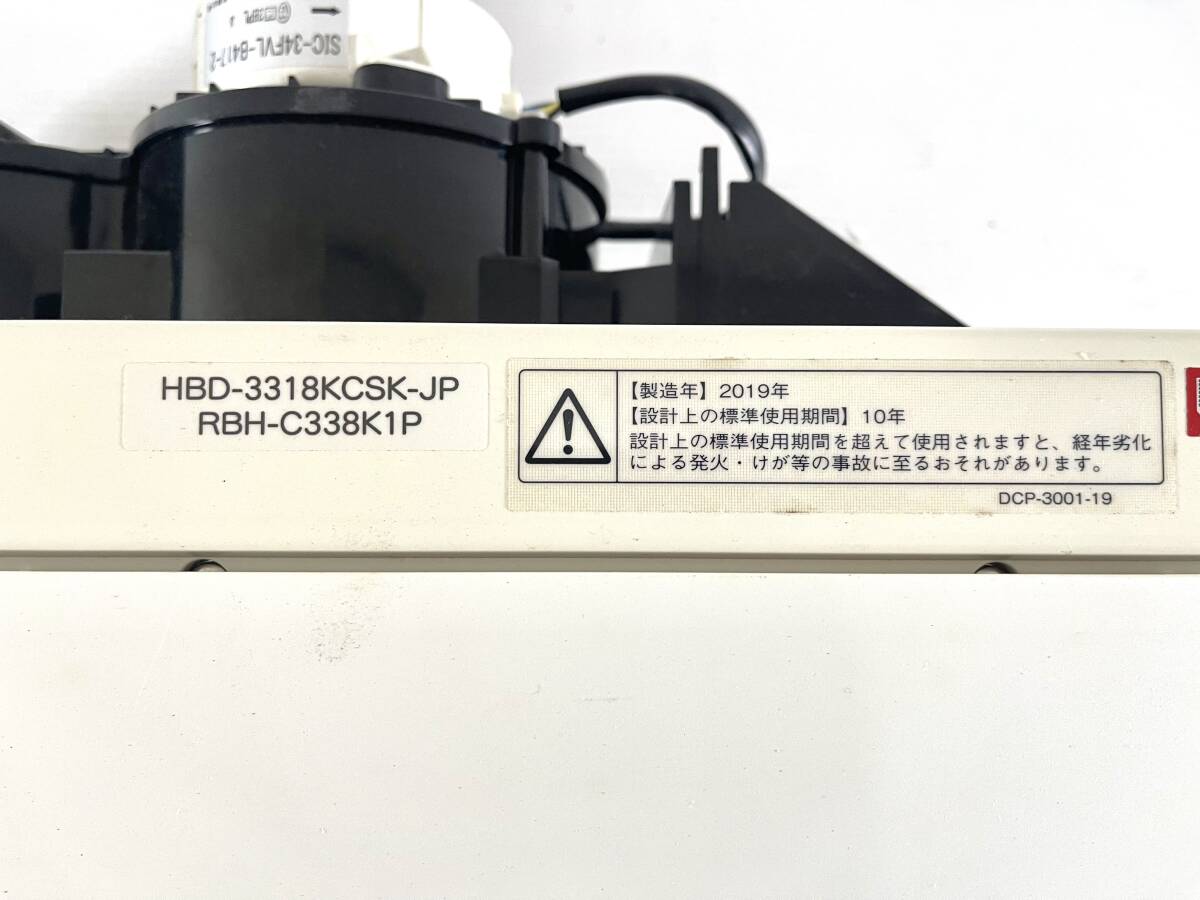 SIC-34FVL-B417-2
HBD-3318KCSK-JP
RBH-C338K1P
【製造年】2019年
【設計上の標準使用期間】10年
設計上の標準使用期間を超えて使用されますと、経年劣化
による発火・けが等の事故に至るおそれがあります。
DCP-3001-19